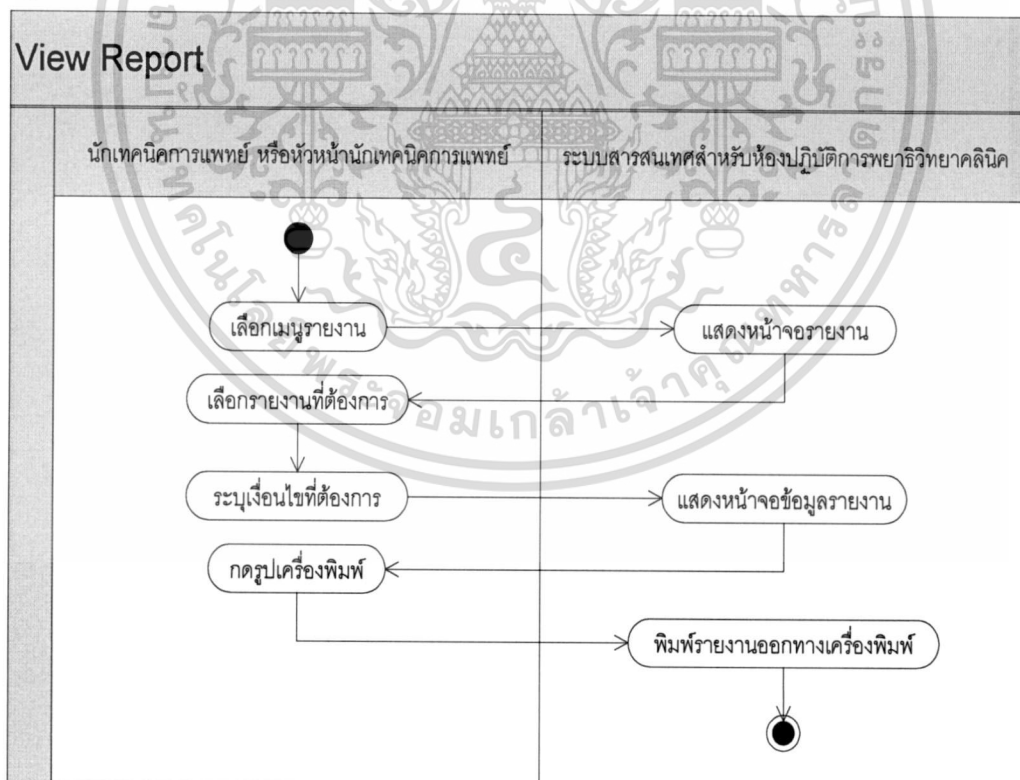 View Report
นักเทคนิคการแพทย์ หรือหัวหน้านักเทคนิคการแพทย์
ระบบสารสนเทศสำหรับห้องปฏิบัติการพยาธิวิทยาคลินิค
เลือกเมนูรายงาน
แสดงหน้าจอรายงาน
เลือกรายงานที่ต้องการ
ระบุเงื่อนไขที่ต้องการ
แสดงหน้าจอข้อมูลรายงาน
กดรูปเครื่องพิมพ์
พิมพ์รายงานออกทางเครื่องพิมพ์